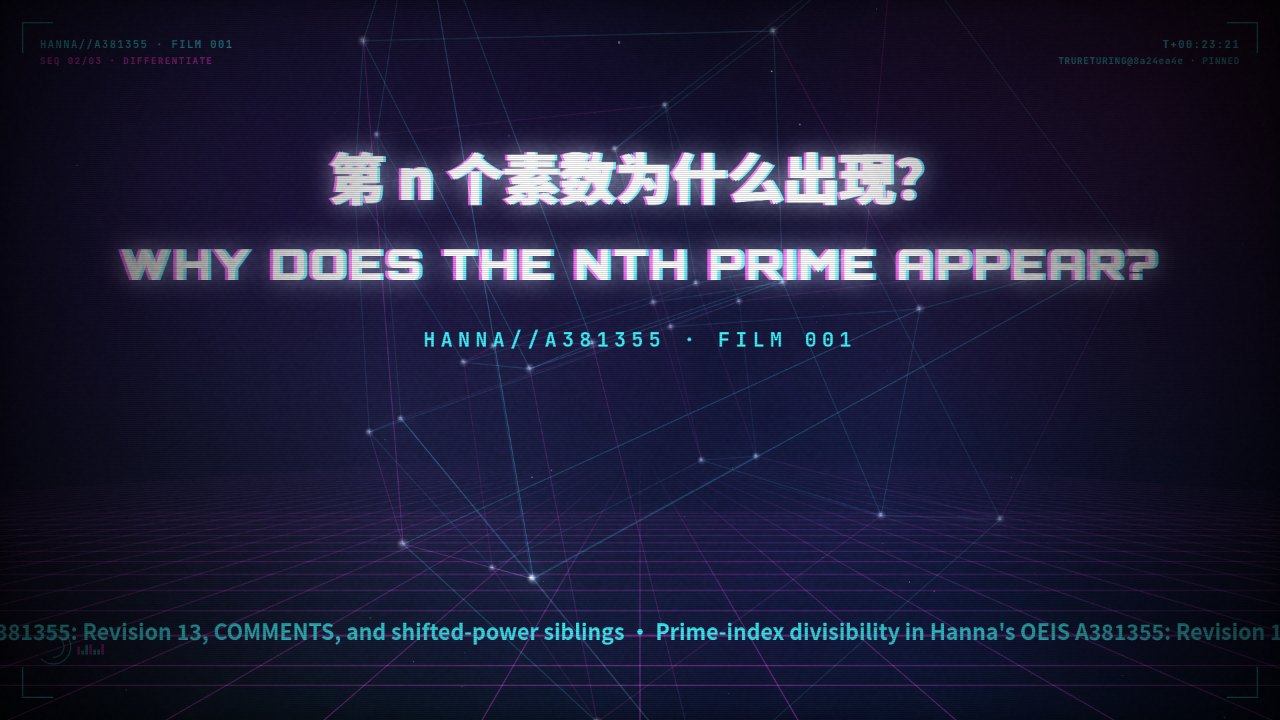 HANNA//A381355 · FILM 001
SEQ 02/03 · DIFFERENTIATE
T+00:23:21
TRURETURING@8a24ea4e · PINNED
第 n 个素数为什么出现?
WHY DOES THE NTH PRIME APPEAR?
HANNA//A381355 · FILM 001
381355: Revision 13, COMMENTS, and shifted-power siblings • Prime-index divisibility in Hanna's OEIS A381355: Revision 1